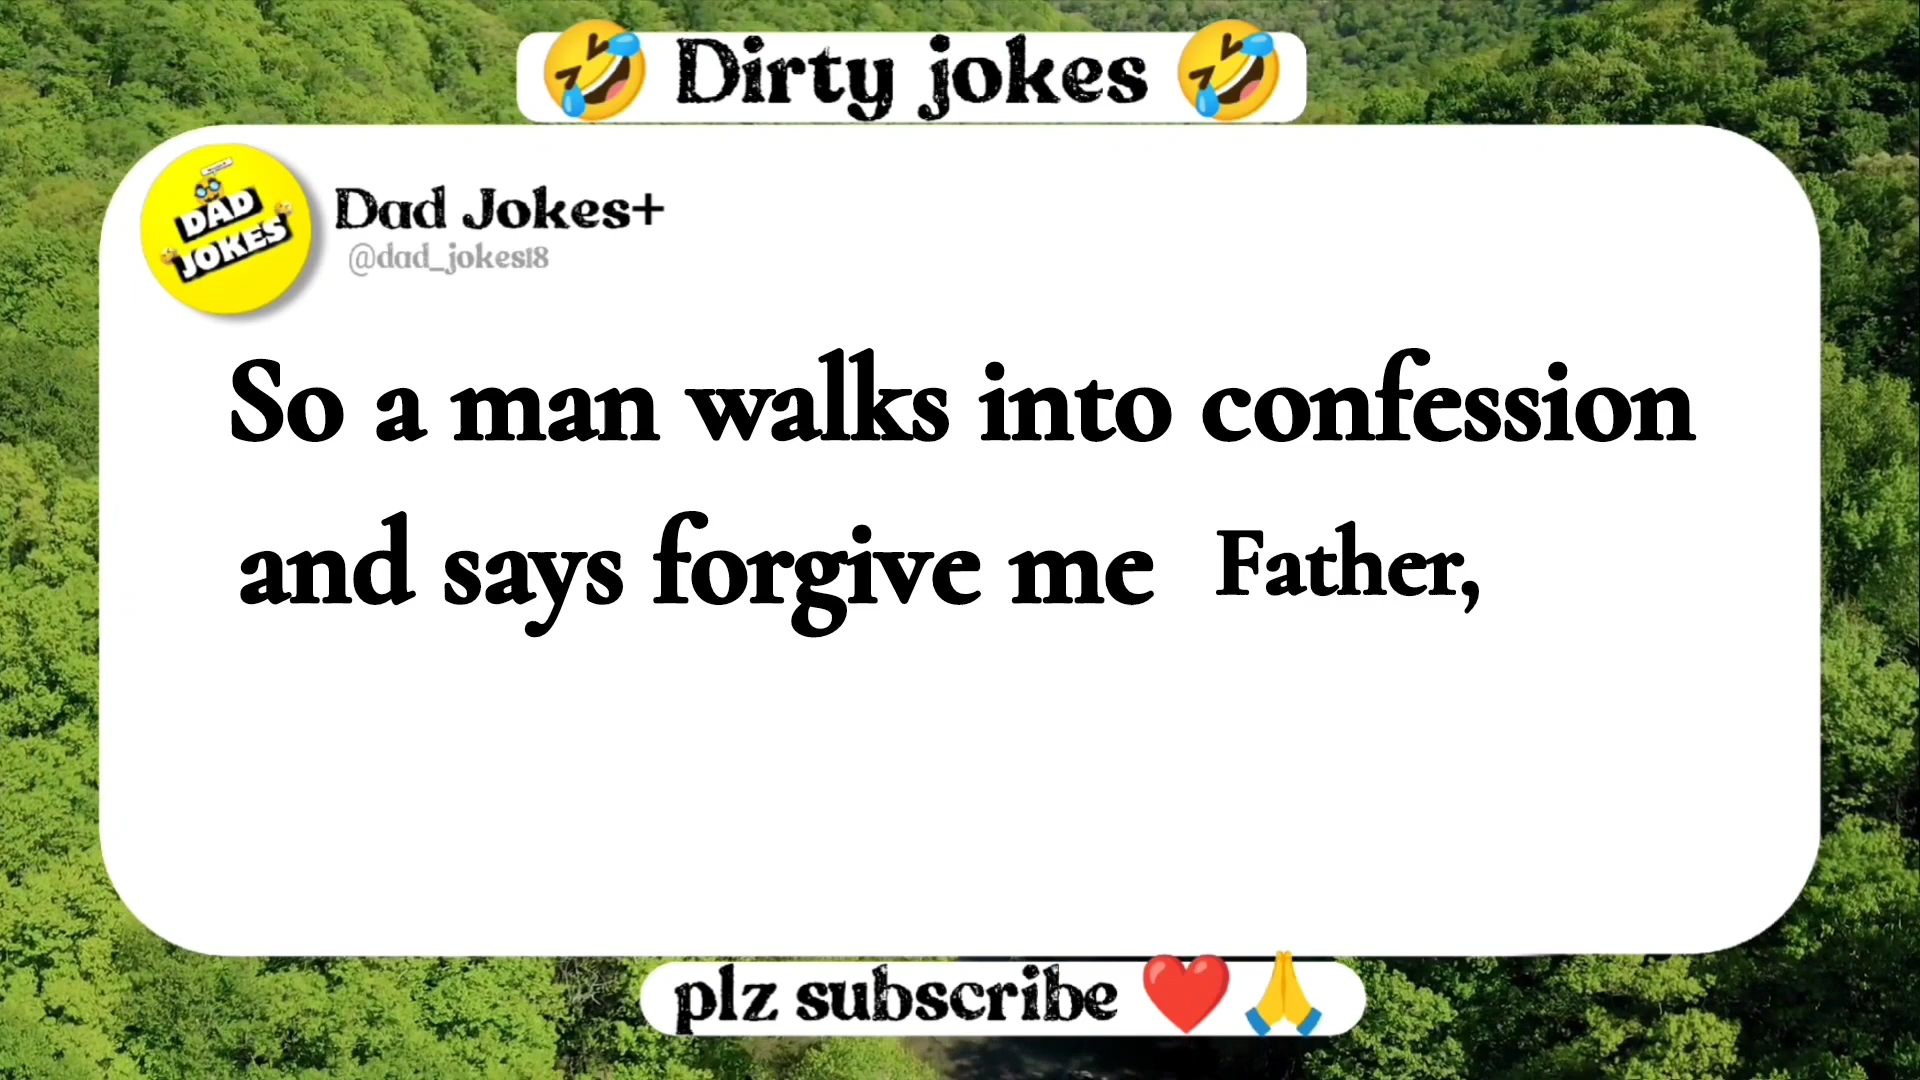 🤣 Dirty jokes 🤣
DAD
JOKES
Dad Jokes+
@dad_jokes18
So a man walks into confession
and says forgive me Father,
plz subscribe ❤️🙏